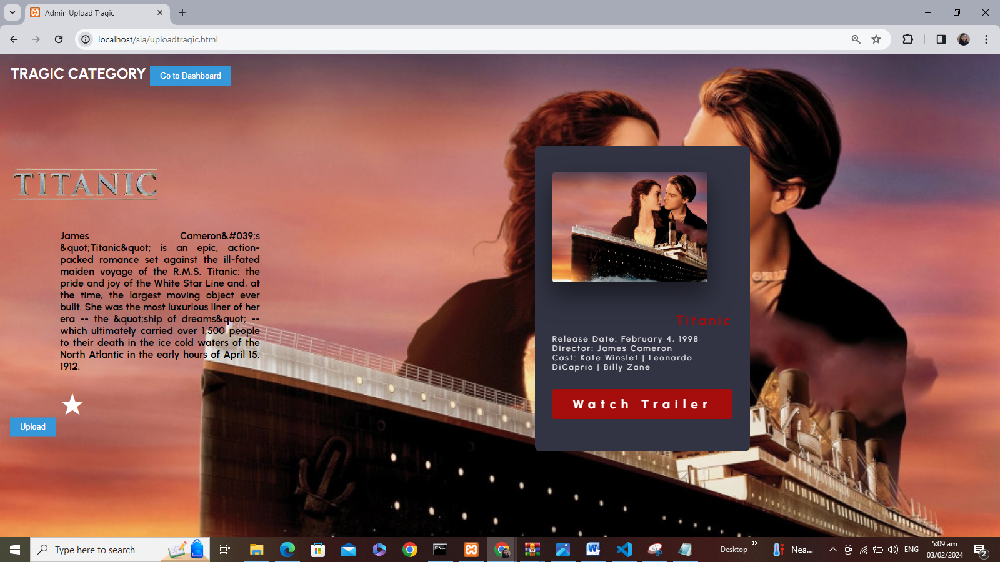 Admin Upload Tragic
localhost/sia/uploadtragic.html
TRAGIC CATEGORY
Go to Dashboard
TITANIC
James Cameron&#039;s
&quot;Titanic&quot; is an epic, action-
packed romance set against the ill-fated
maiden voyage of the R.M.S. Titanic; the
pride and joy of the White Star Line and, at
the time, the largest moving object ever
built. She was the most luxurious liner of her
era -- the &quot;ship of dreams&quot; --
which ultimately carried over 1,500 people
to their death in the ice cold waters of the
North Atlantic in the early hours of April 15,
1912.
Upload
Titanic
Release Date: February 4, 1998
Director: James Cameron
Cast: Kate Winslet | Leonardo
DiCaprio | Billy Zane
Watch Trailer
Type here to search
Desktop
Nea...
ENG
5:09 am
03/02/2024
2